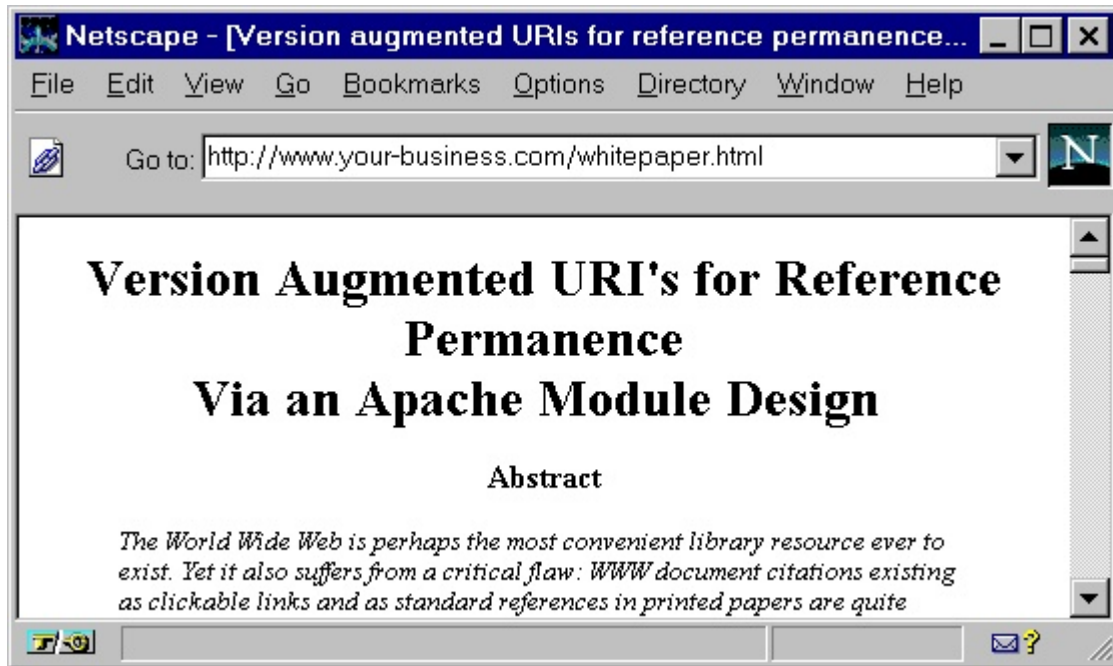 Netscape - [Version augmented URIs for reference permanence...
File Edit View Go Bookmarks Options Directory Window Help
Go to: http://www.your-business.com/whitepaper.html
N
Version Augmented URI's for Reference
Permanence
Via an Apache Module Design
Abstract
The World Wide Web is perhaps the most convenient library resource ever to
exist. Yet it also suffers from a critical flaw: WWW document citations existing
as clickable links and as standard references in printed papers are quite
?